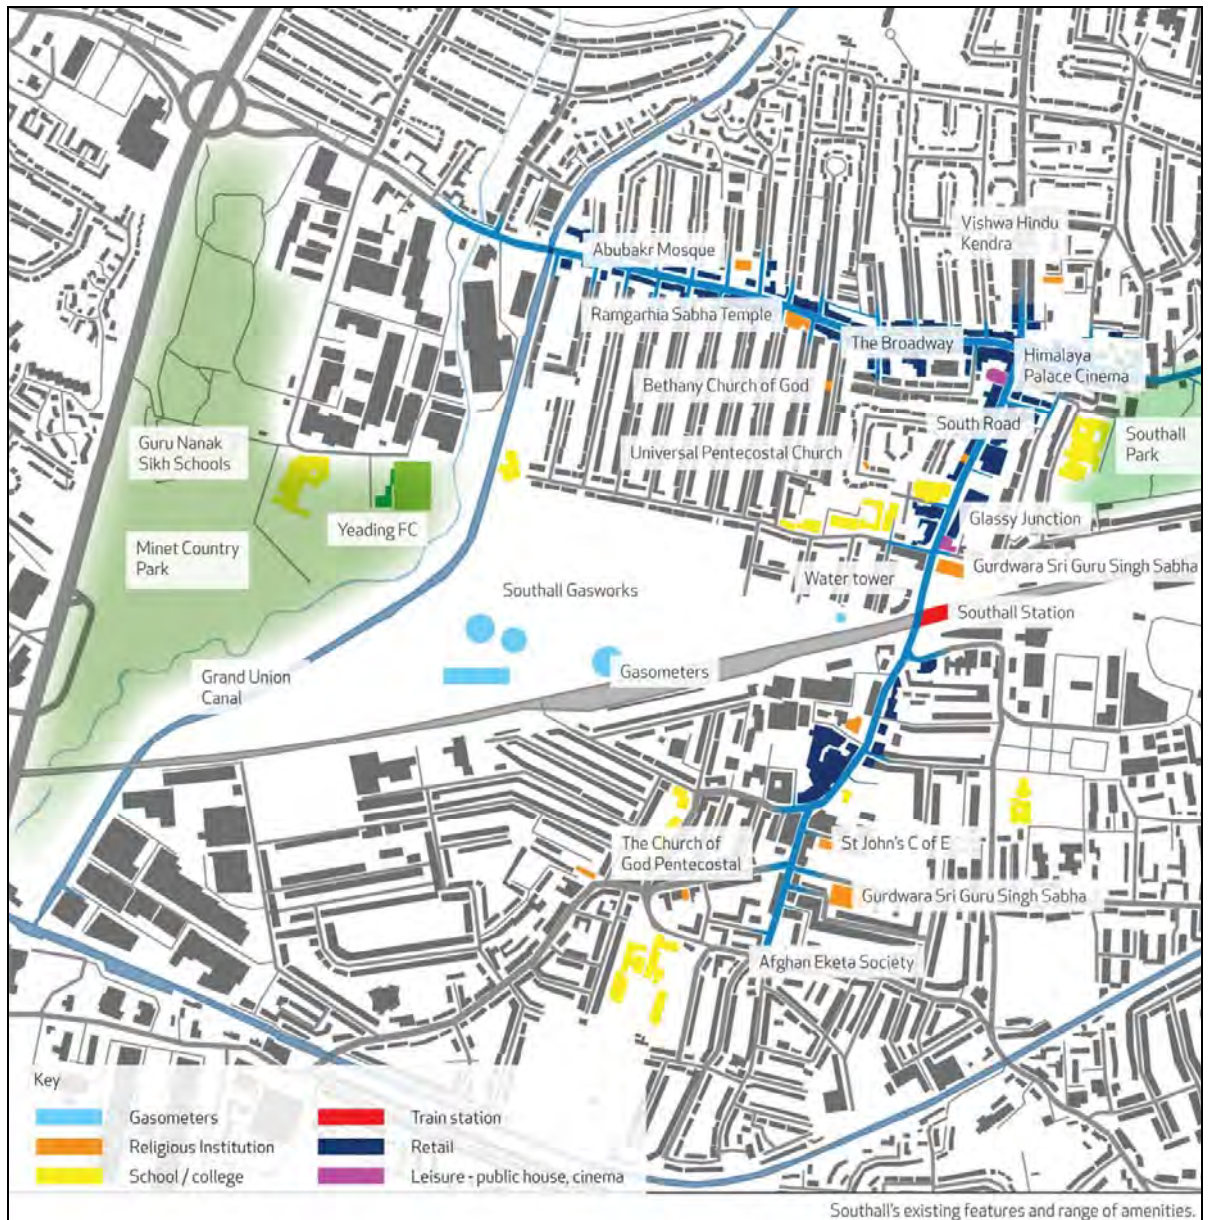 Vishwa Hindu
Kendra
Abubakr Mosque
Ramgarhia Sabha Temple
The Broadway
Himalaya
Palace Cinema
Bethany Church of God
South Road
Guru Nanak
Sikh Schools
Universal Pentecostal Church
Southall
Park
Yeading FC
Glassy Junction
Minet Country
Park
Gurdwara Sri Guru Singh Sabha
Water tower
Southall Gasworks
Southall Station
Grand Union
Canal
Gasometers
The Church of
God Pentecostal
St John's C of E
Gurdwara Sri Guru Singh Sabha
Afghan Eketa Society
Key
Gasometers
Train station
Religious Institution
Retail
School / college
Leisure - public house, cinema
Southall's existing features and range of amenities.